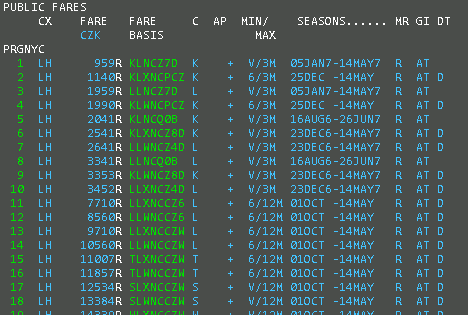 PUBLIC FARES
CX FARE FARE C AP MIN/ SEASONS...... MR GI DT
CZK BASIS MAX
PRGNYC
1 LH 959R KLNCZ7D K + V/3M 05JAN7-14MAY7 R AT
2 LH 1140R KLXNCPCZ K + 6/3M 25DEC -14MAY R AT D
3 LH 1959R LLNCZ7D L + V/3M 05JAN7-14MAY7 R AT
4 LH 1990R KLWNCPCZ K + 6/3M 25DEC -14MAY R AT D
5 LH 2041R KLNCQ0B K + V/3M 16AUG6-26JUN7 R AT
6 LH 2541R KLXNCZ8D K + 6/3M 23DEC6-14MAY7 R AT D
7 LH 2641R LLWNCZ4D L + V/3M 23DEC6-14MAY7 R AT D
8 LH 3341R LLNCQ0B L + V/3M 16AUG6-28JUN7 R AT
9 LH 3353R KLWNCZ8D K + 6/3M 23DEC6-14MAY7 R AT D
10 LH 3452R LLXNCZ4D L + V/3M 23DEC6-14MAY7 R AT D
11 LH 7710R LLXNCCZ6 L + 6/12M 01OCT -14MAY R AT D
12 LH 8560R LLWNCCZ6 L + 6/12M 01OCT -14MAY R AT D
13 LH 9710R LLXNCCZW L + 6/12M 01OCT -14MAY R AT D
14 LH 10560R LLWNCCZW L + 6/12M 01OCT -14MAY R AT D
15 LH 11007R TLXNCCZW T + 6/12M 01OCT -14MAY R AT D
16 LH 11857R TLWNCCZW T + 6/12M 01OCT -14MAY R AT D
17 LH 12534R SLXNCCZW S + 6/12M 01OCT -14MAY R AT D
18 LH 13384R SLWNCCZW S + 6/12M 01OCT -14MAY R AT D